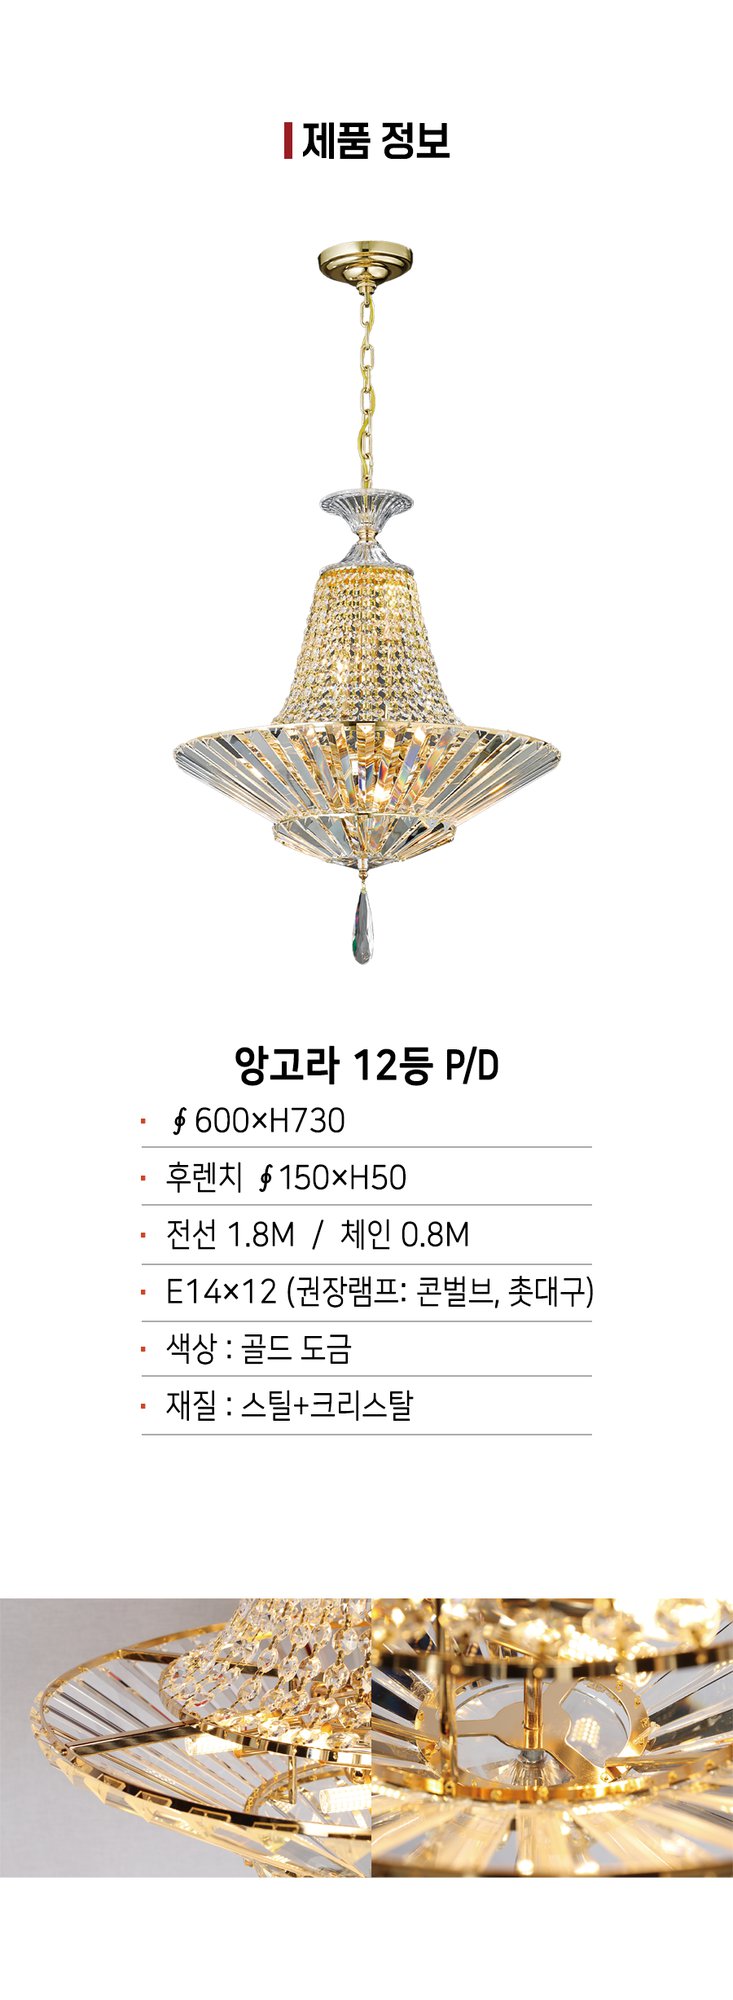 제품 정보
앙고라 12등 P/D
∮600×H730
후렌치 ∮150×H50
전선 1.8M / 체인 0.8M
E14×12 (권장램프: 콘벌브, 촛대구)
색상 : 골드 도금
재질 : 스틸+크리스탈